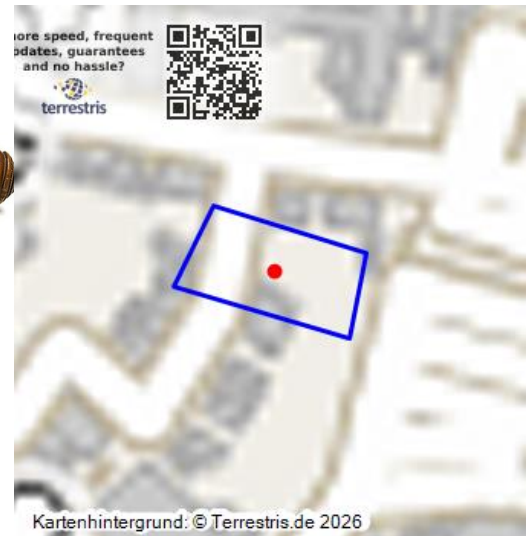 ore speed, frequent
pdates, guarantees
and no hassle?
terrestris
Kartenhintergrund: © Terrestris.de 2026